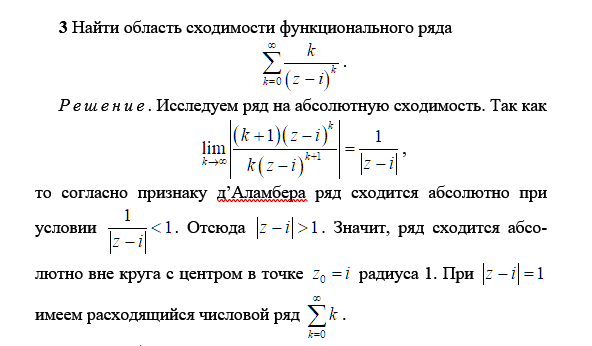 3 Найти область сходимости функционального ряда
\sum_{k=0}^{\infty} \frac{k}{(z-i)^k} .
Решение. Исследуем ряд на абсолютную сходимость. Так как
\lim_{k \to \infty} \left| \frac{(k+1)(z-i)^k}{k(z-i)^{k+1}} \right| = \frac{1}{|z-i|} ,
то согласно признаку д’Аламбера ряд сходится абсолютно при
условии \frac{1}{|z-i|} < 1 . Отсюда |z-i| > 1 . Значит, ряд сходится абсо-
лютно вне круга с центром в точке z_0 = i радиуса 1. При |z-i| = 1
имеем расходящийся числовой ряд \sum_{k=0}^{\infty} k .